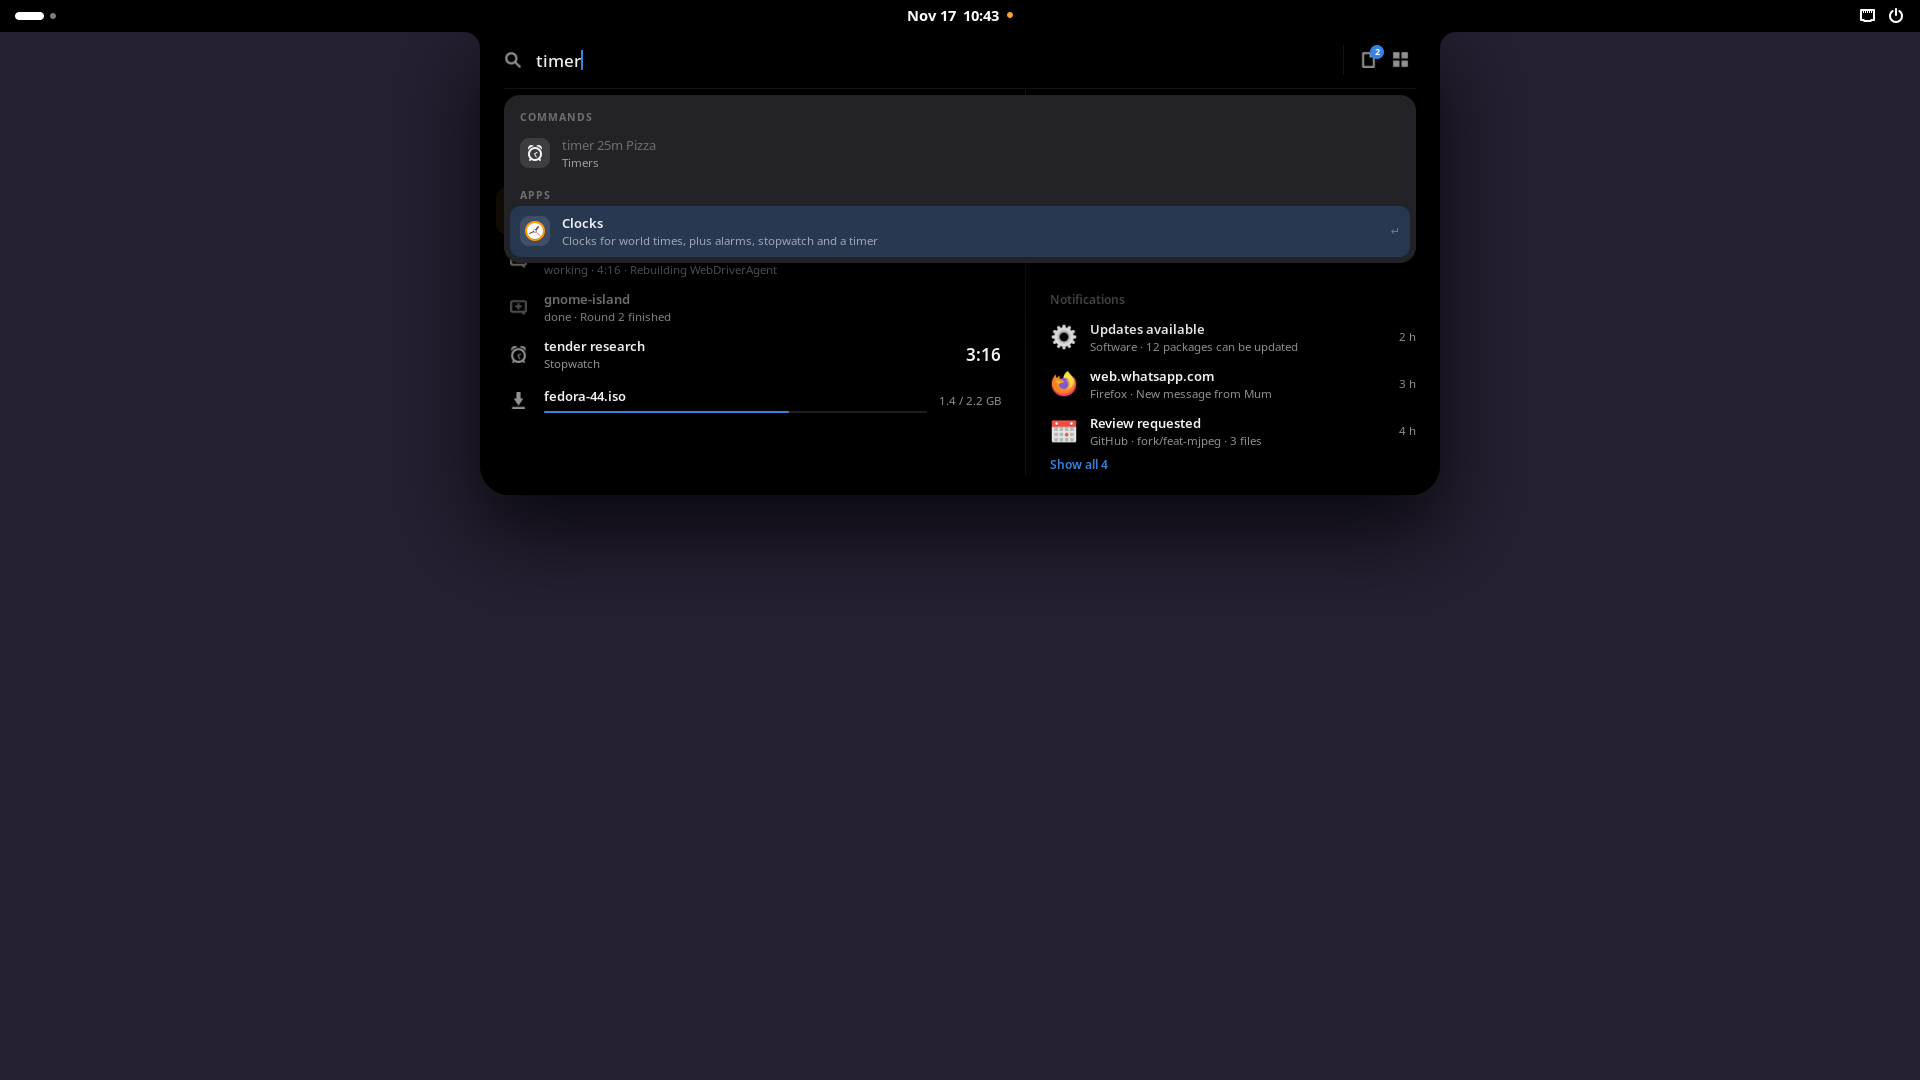 Nov 17 10:43
timer
2
COMMANDS
timer 25m Pizza
Timers
APPS
Clocks
Clocks for world times, plus alarms, stopwatch and a timer
working · 4:16 · Rebuilding WebDriverAgent
gnome-island
done · Round 2 finished
tender research
Stopwatch
3:16
fedora-44.iso
1.4 / 2.2 GB
Notifications
Updates available
Software · 12 packages can be updated
2 h
web.whatsapp.com
Firefox · New message from Mum
3 h
Review requested
GitHub · fork/feat-mjpeg · 3 files
4 h
Show all 4